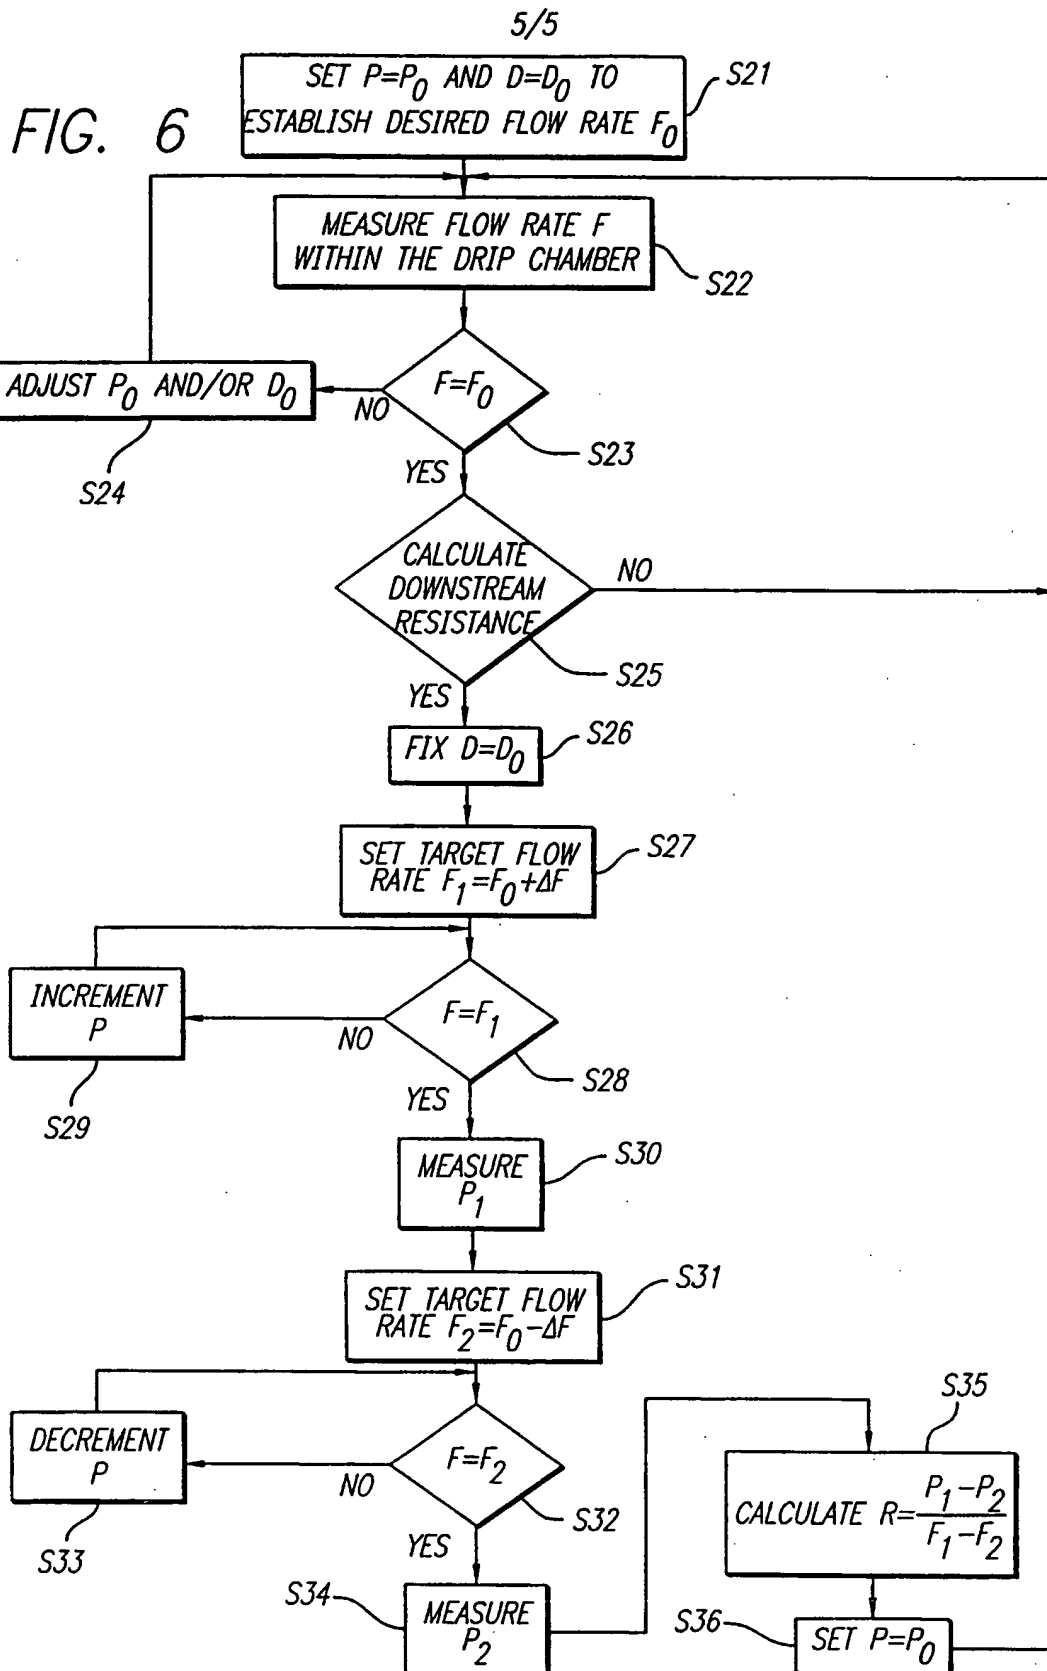 5/5
FIG. 6
SET P=P₀ AND D=D₀ TO
ESTABLISH DESIRED FLOW RATE F₀
S21
MEASURE FLOW RATE F
WITHIN THE DRIP CHAMBER
S22
F=F₀
S23
NO
ADJUST P₀ AND/OR D₀
S24
YES
CALCULATE
DOWNSTREAM
RESISTANCE
NO
S25
YES
FIX D=D₀
S26
SET TARGET FLOW
RATE F₁=F₀+ΔF
S27
F=F₁
S28
NO
INCREMENT
P
S29
YES
MEASURE
P₁
S30
SET TARGET FLOW
RATE F₂=F₀-ΔF
S31
F=F₂
S32
NO
DECREMENT
P
S33
YES
MEASURE
P₂
S34
S35
CALCULATE R=P₁-P₂/F₁-F₂
S36
SET P=P₀